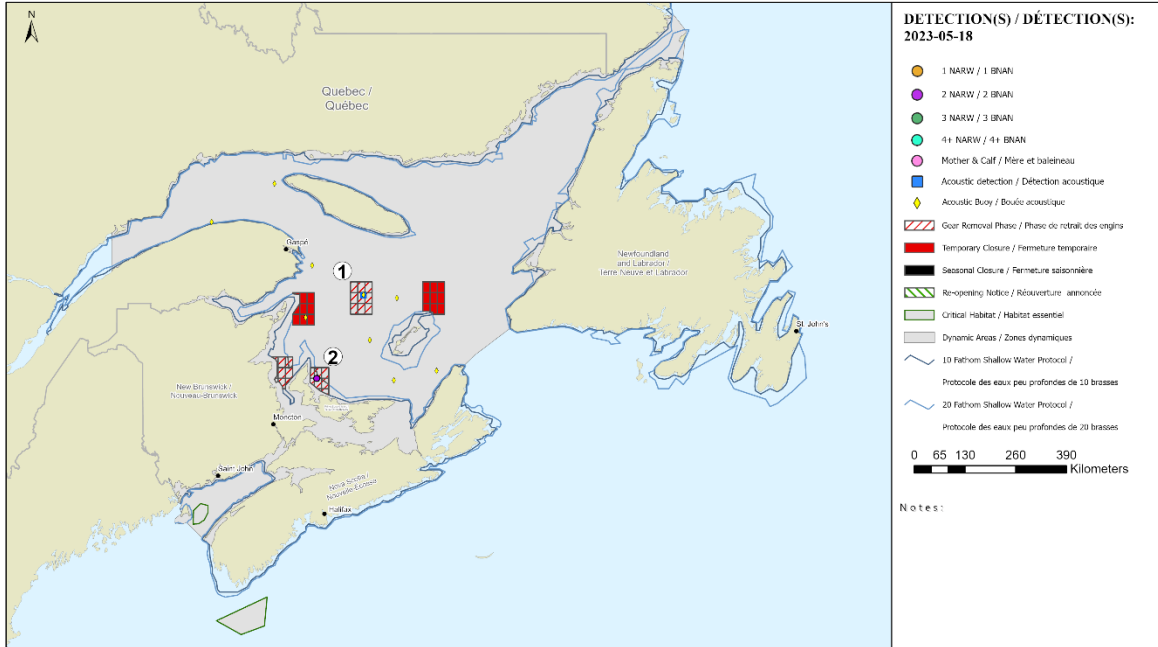 N
Quebec /
Québec
Gaspé
1
Newfoundland
and Labrador /
Terre Neuve et Labrador
St. John's
2
New Brunswick /
Nouveau-Brunswick
Moncton
Saint John
Nova Scotia /
Nouvelle Écosse
Halifax
DETECTION(S) / DÉTECTION(S):
2023-05-18
1 NARW / 1 BNAN
2 NARW / 2 BNAN
3 NARW / 3 BNAN
4+ NARW / 4+ BNAN
Mother & Calf / Mère et baleineau
Acoustic detection / Détection acoustique
Acoustic Buoy / Bouée acoustique
Gear Removal Phase / Phase de retrait des engins
Temporary Closure / Fermeture temporaire
Seasonal Closure / Fermeture saisonnière
Re-opening Notice / Réouverture annoncée
Critical Habitat / Habitat essentiel
Dynamic Areas / Zones dynamiques
10 Fathom Shallow Water Protocol /
Protocole des eaux peu profondes de 10 brasses
20 Fathom Shallow Water Protocol /
Protocole des eaux peu profondes de 20 brasses
0 65 130 260 390
Kilometers
Notes: